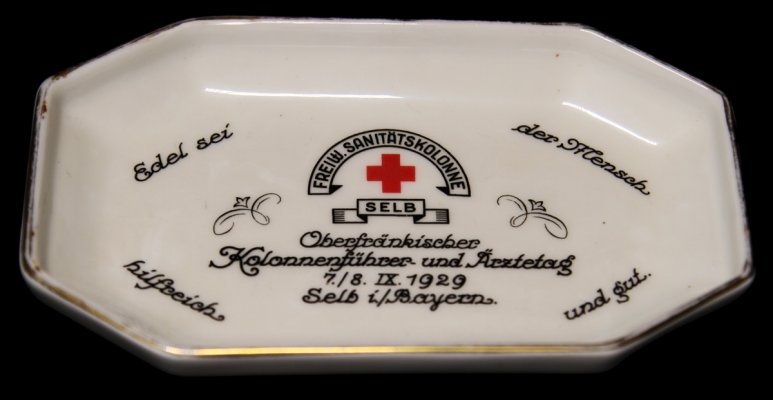 Edel sei
der Mensch
FREIW. SANITÄTSKOLONNE
SELB
Oberfränkischer
Kolonnenführer- und Ärztetag
7./8. IX. 1929
Selb i/Bayern.
hilfreich
und gut.